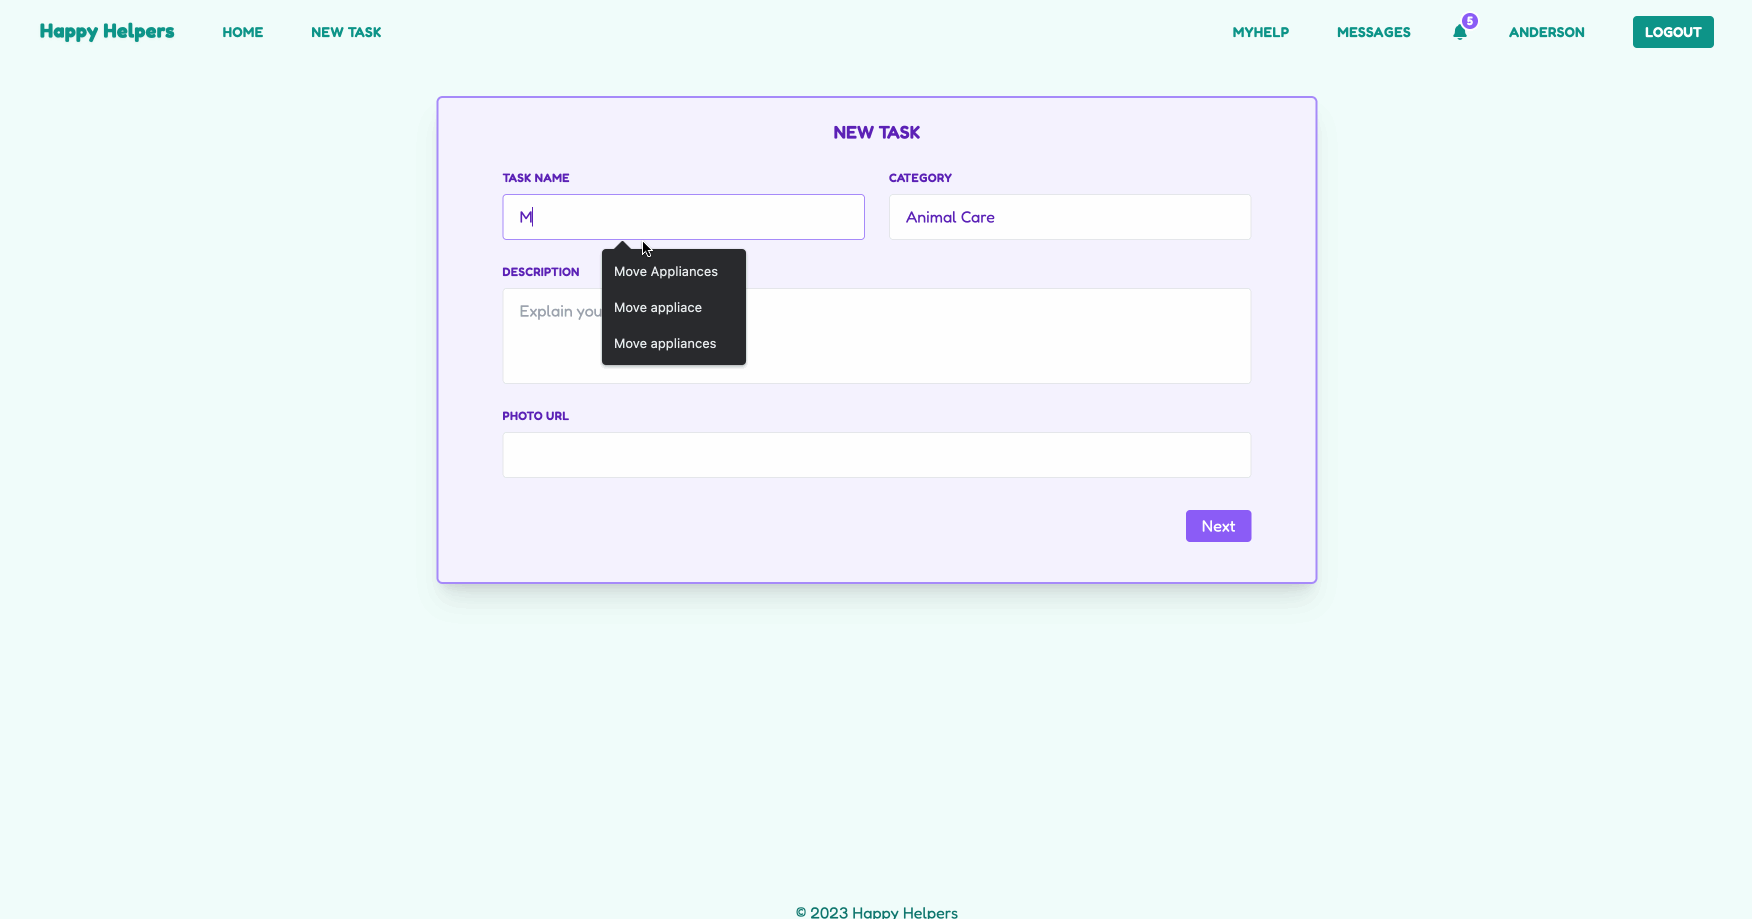 Happy Helpers HOME NEW TASK MYHELP MESSAGES 5 ANDERSON LOGOUT
NEW TASK
TASK NAME CATEGORY
M Animal Care
Move Appliances
DESCRIPTION
Explain you
Move appliace
Move appliances
PHOTO URL
Next
© 2023 Happy Helpers